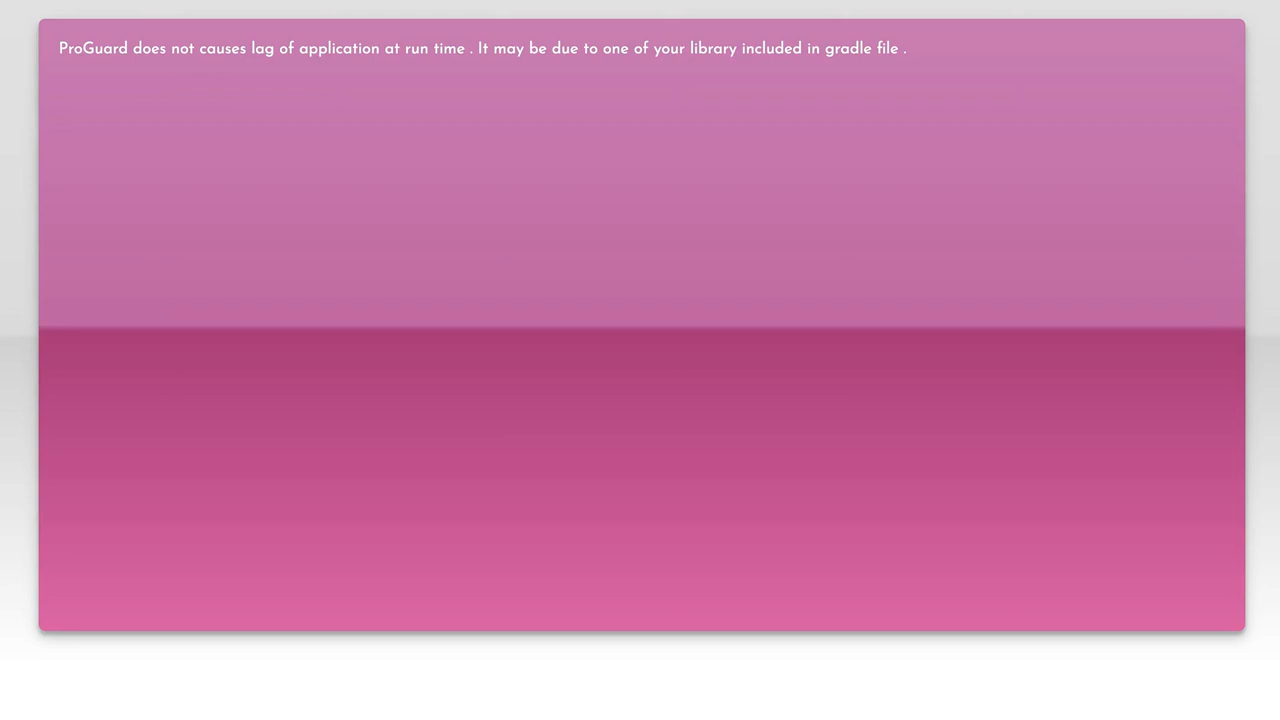 ProGuard does not causes lag of application at run time . It may be due to one of your library included in gradle file .